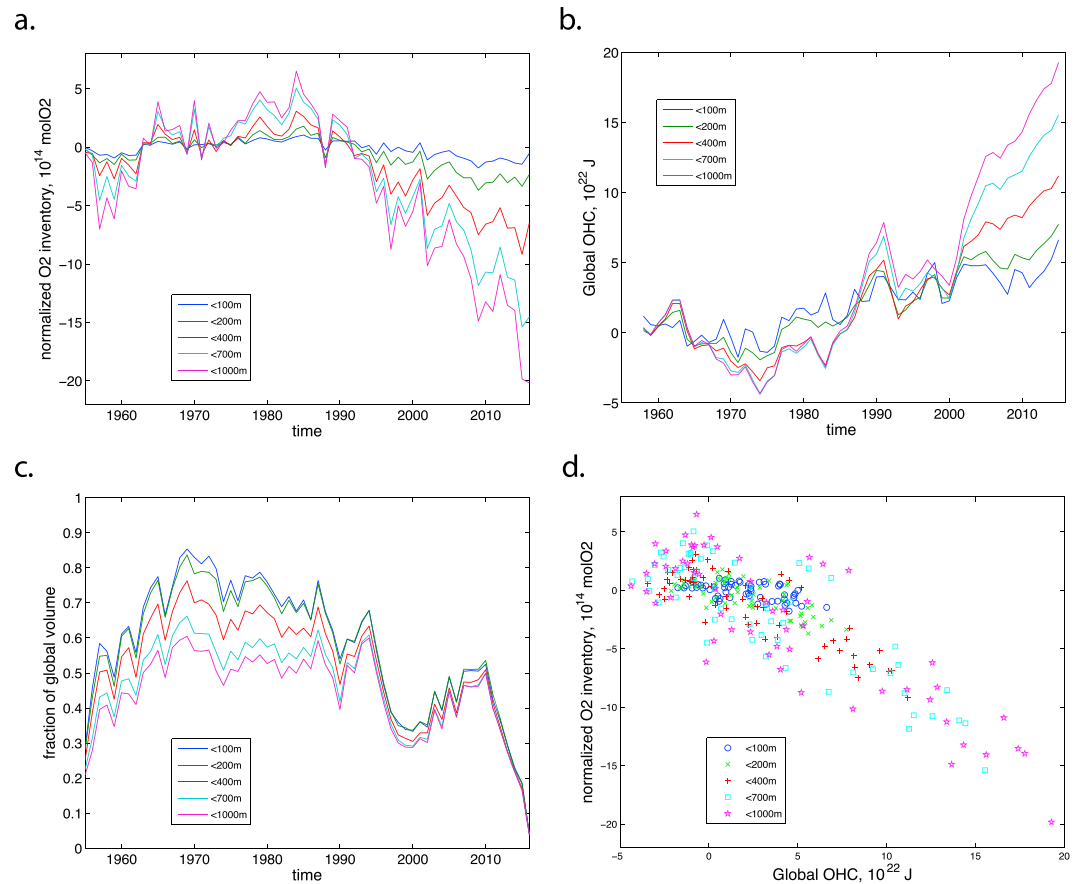 a.
normalized O2 inventory, 10^14 molO2
5
0
−5
−10
−15
−20
<100m
<200m
<400m
<700m
<1000m
1960 1970 1980 1990 2000 2010
time
b.
Global OHC, 10^22 J
20
15
10
5
0
−5
<100m
<200m
<400m
<700m
<1000m
1960 1970 1980 1990 2000 2010
time
c.
fraction of global volume
1
0.9
0.8
0.7
0.6
0.5
0.4
0.3
0.2
0.1
0
<100m
<200m
<400m
<700m
<1000m
1960 1970 1980 1990 2000 2010
time
d.
normalized O2 inventory, 10^14 molO2
5
0
−5
−10
−15
−20
<100m
<200m
<400m
<700m
<1000m
−5 0 5 10 15 20
Global OHC, 10^22 J